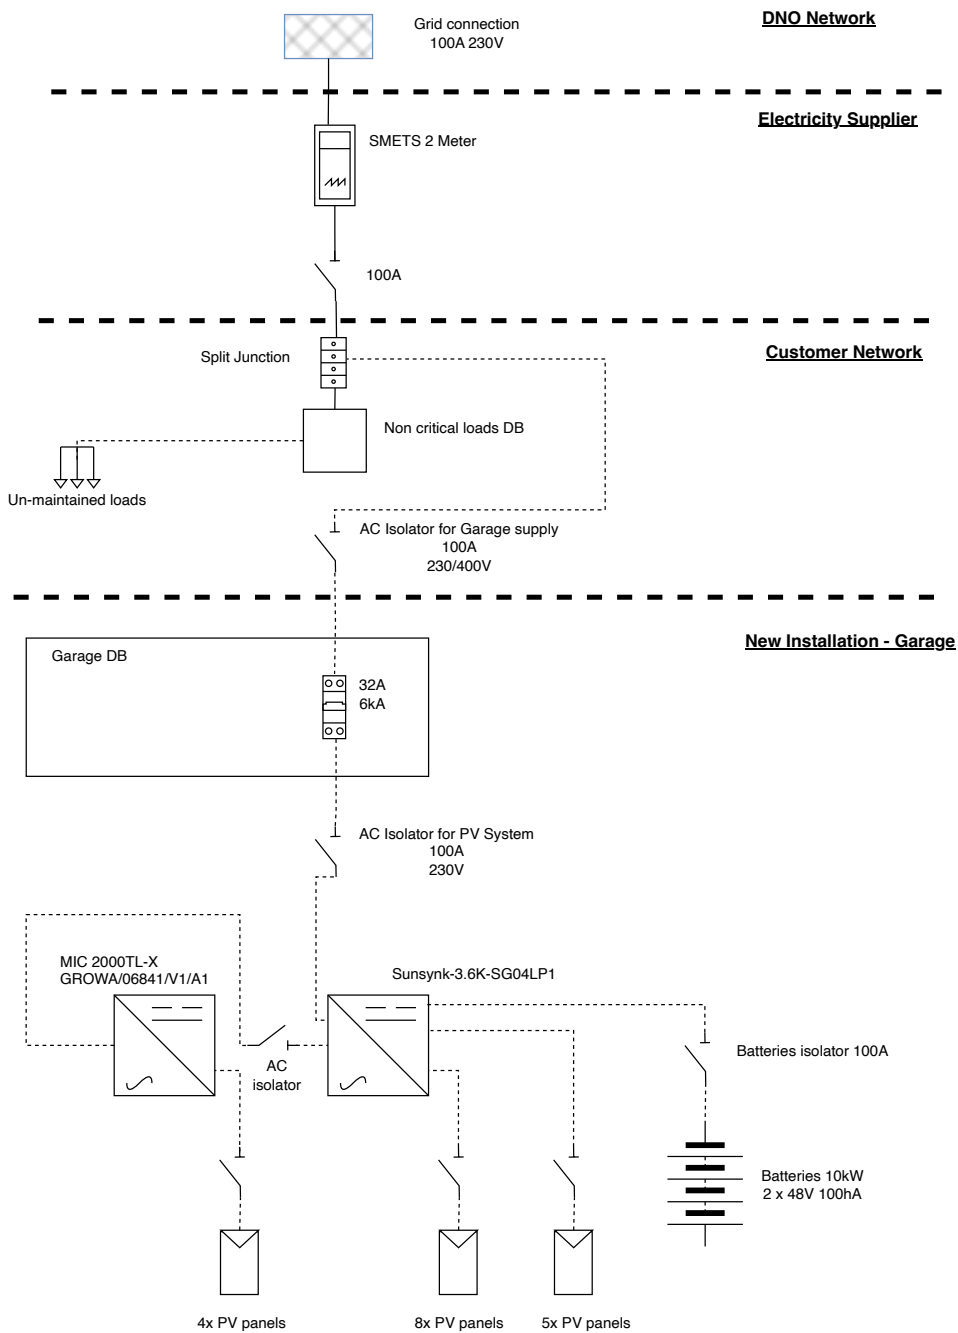 Grid connection
100A 230V
DNO Network
Electricity Supplier
SMETS 2 Meter
100A
Customer Network
Split Junction
Non critical loads DB
Un-maintained loads
AC Isolator for Garage supply
100A
230/400V
New Installation - Garage
Garage DB
32A
6kA
AC Isolator for PV System
100A
230V
MIC 2000TL-X
GROWA/06841/V1/A1
Sunsynk-3.6K-SG04LP1
AC
isolator
Batteries isolator 100A
Batteries 10kW
2 x 48V 100hA
4x PV panels
8x PV panels
5x PV panels